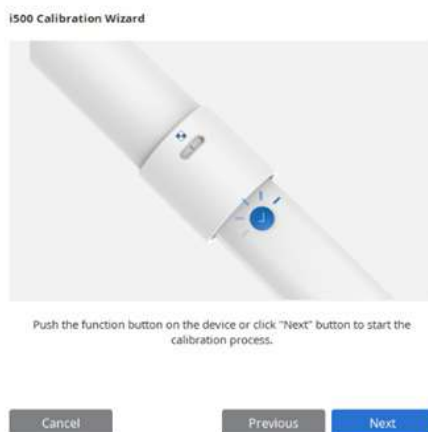 i500 Calibration Wizard
Push the function button on the device or click "Next" button to start the
calibration process.
Cancel
Previous
Next